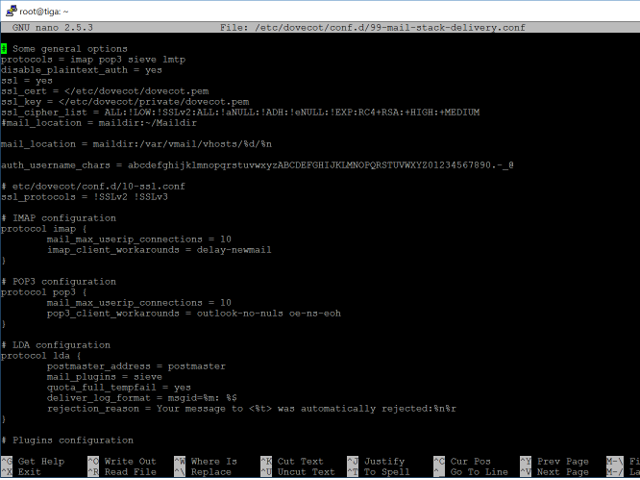 root@tiga: ~
GNU nano 2.5.3 File: /etc/dovecot/conf.d/99-mail-stack-delivery.conf
# Some general options
protocols = imap pop3 sieve lmtp
disable_plaintext_auth = yes
ssl = yes
ssl_cert = </etc/dovecot/dovecot.pem
ssl_key = </etc/dovecot/private/dovecot.pem
ssl_cipher_list = ALL:!LOW:!SSLv2:ALL:!aNULL:!ADH:!eNULL:!EXP:RC4+RSA:+HIGH:+MEDIUM
#mail_location = maildir:~/Maildir
mail_location = maildir:/var/vmail/vhosts/%d/%n
auth_username_chars = abcdefghijklmnopqrstuvwxyzABCDEFGHIJKLMNOPQRSTUVWXYZ01234567890.-_@
# etc/dovecot/conf.d/10-ssl.conf
ssl_protocols = !SSLv2 !SSLv3
# IMAP configuration
protocol imap {
mail_max_userip_connections = 10
imap_client_workarounds = delay-newmail
}
# POP3 configuration
protocol pop3 {
mail_max_userip_connections = 10
pop3_client_workarounds = outlook-no-nuls oe-ns-eoh
}
# LDA configuration
protocol lda {
postmaster_address = postmaster
mail_plugins = sieve
quota_full_tempfail = yes
deliver_log_format = msgid=%m: %$
rejection_reason = Your message to <%t> was automatically rejected:%n%r
}
# Plugins configuration
^G Get Help ^O Write Out ^W Where Is ^K Cut Text ^J Justify ^C Cur Pos ^Y Prev Page M-\ Fi
^X Exit ^R Read File ^\ Replace ^U Uncut Text ^T To Spell ^_ Go To Line ^V Next Page M-/ La